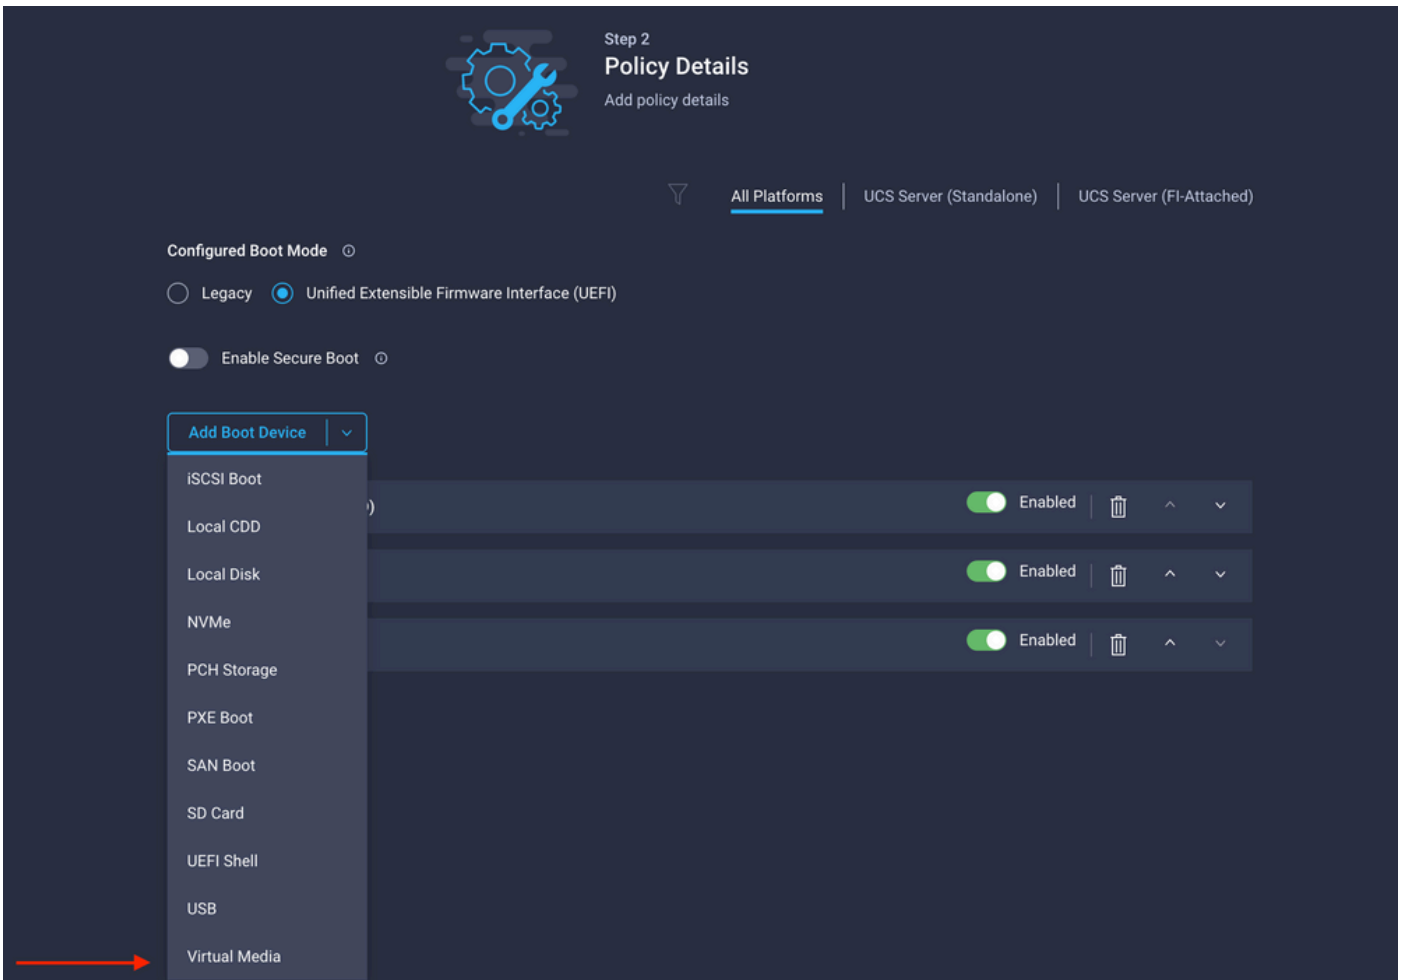 Step 2
Policy Details
Add policy details
All Platforms
UCS Server (Standalone)
UCS Server (FI-Attached)
Configured Boot Mode
Legacy
Unified Extensible Firmware Interface (UEFI)
Enable Secure Boot
Add Boot Device
iSCSI Boot
)
Enabled
Local CDD
Local Disk
Enabled
NVMe
Enabled
PCH Storage
PXE Boot
SAN Boot
SD Card
UEFI Shell
USB
Virtual Media